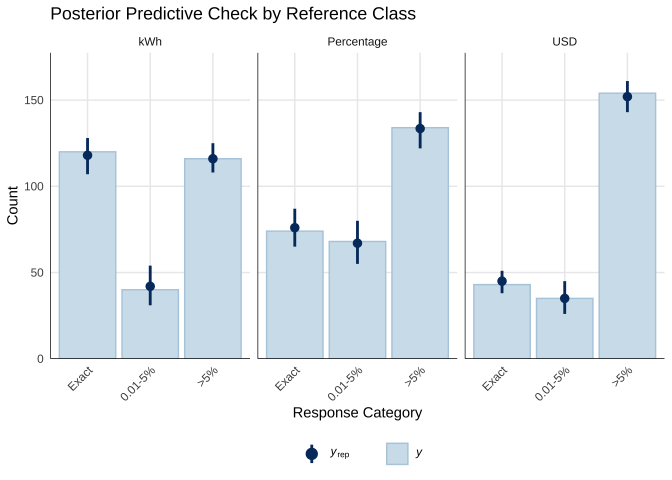 Posterior Predictive Check by Reference Class
kWh
Percentage
USD
Count
150
100
50
0
Exact
0.01-5%
>5%
Exact
0.01-5%
>5%
Exact
0.01-5%
>5%
Response Category
yrep
y